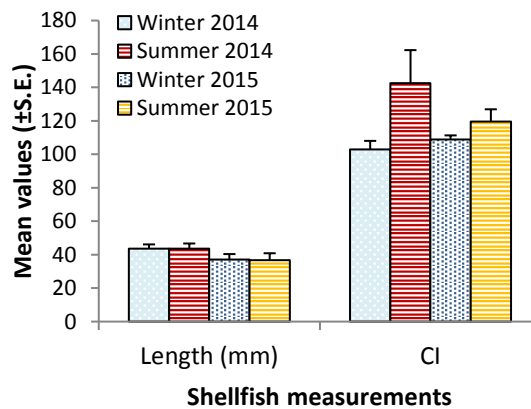 180
160
140
120
100
80
60
40
20
0
Mean values (±S.E.)
Winter 2014
Summer 2014
Winter 2015
Summer 2015
Length (mm)
CI
Shellfish measurements